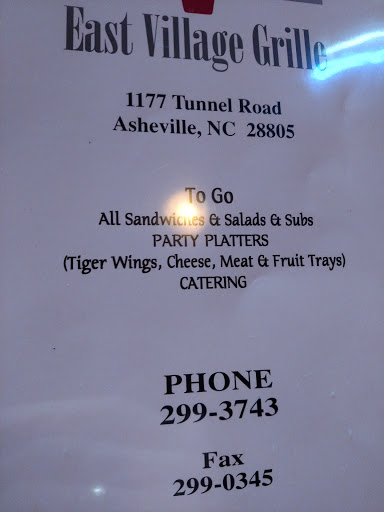 East Village Grille
1177 Tunnel Road
Asheville, NC 28805
To Go
All Sandwiches & Salads & Subs
PARTY PLATTERS
(Tiger Wings, Cheese, Meat & Fruit Trays)
CATERING
PHONE
299-3743
Fax
299-0345